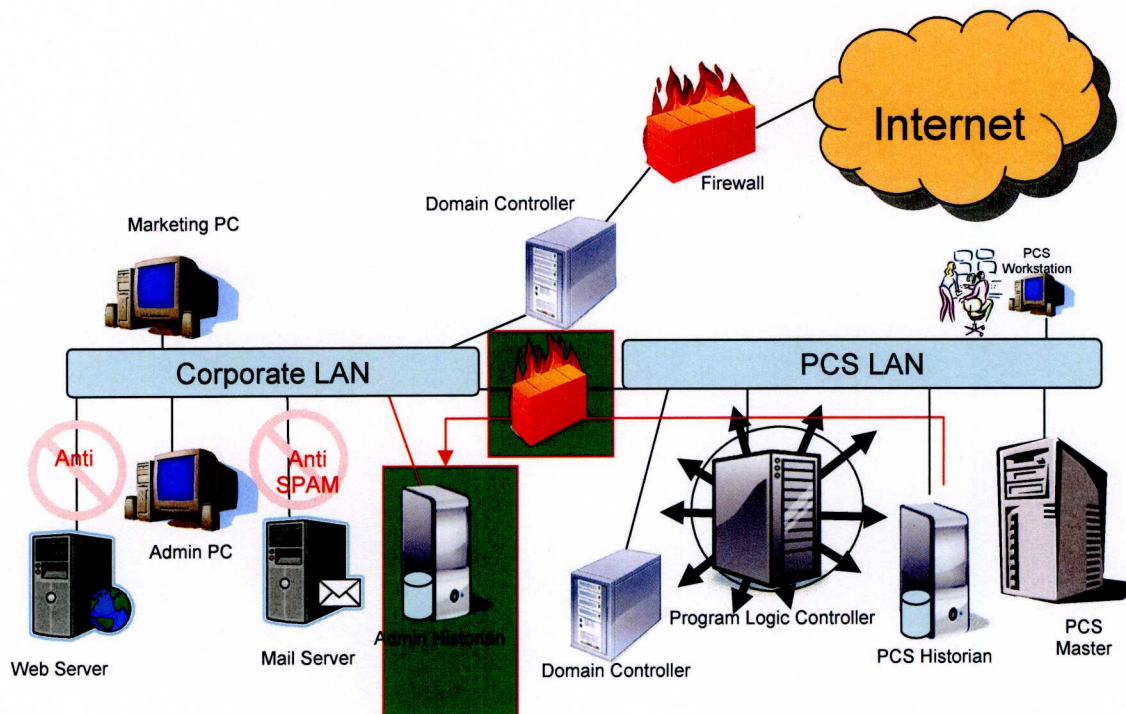 Internet
Firewall
Domain Controller
Marketing PC
PCS
Workstation
Corporate LAN
PCS LAN
Anti
Anti
SPAM
Admin PC
Admin Historian
Program Logic Controller
Web Server
Mail Server
Domain Controller
PCS Historian
PCS
Master